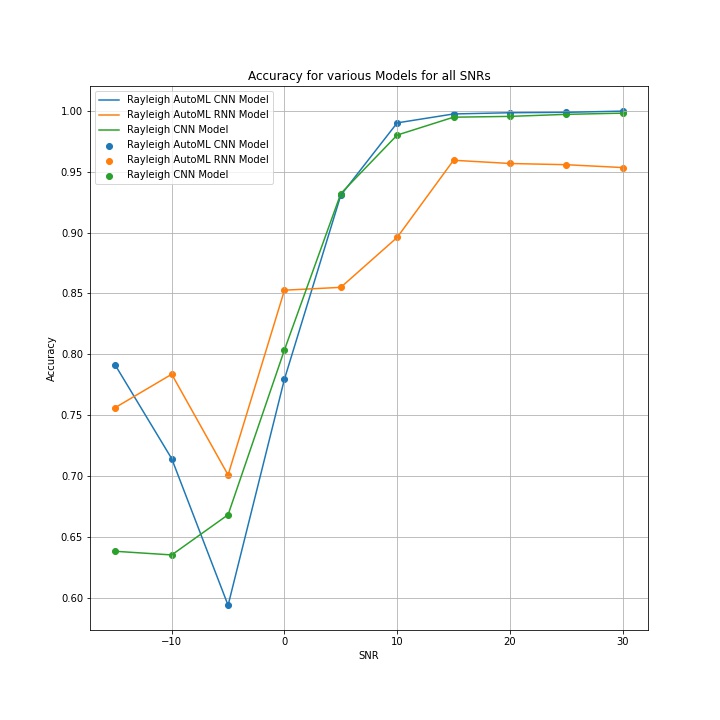 Accuracy for various Models for all SNRs
Rayleigh AutoML CNN Model
Rayleigh AutoML RNN Model
Rayleigh CNN Model
Rayleigh AutoML CNN Model
Rayleigh AutoML RNN Model
Rayleigh CNN Model
1.00
0.95
0.90
0.85
0.80
0.75
0.70
0.65
0.60
Accuracy
−10
0
10
20
30
SNR